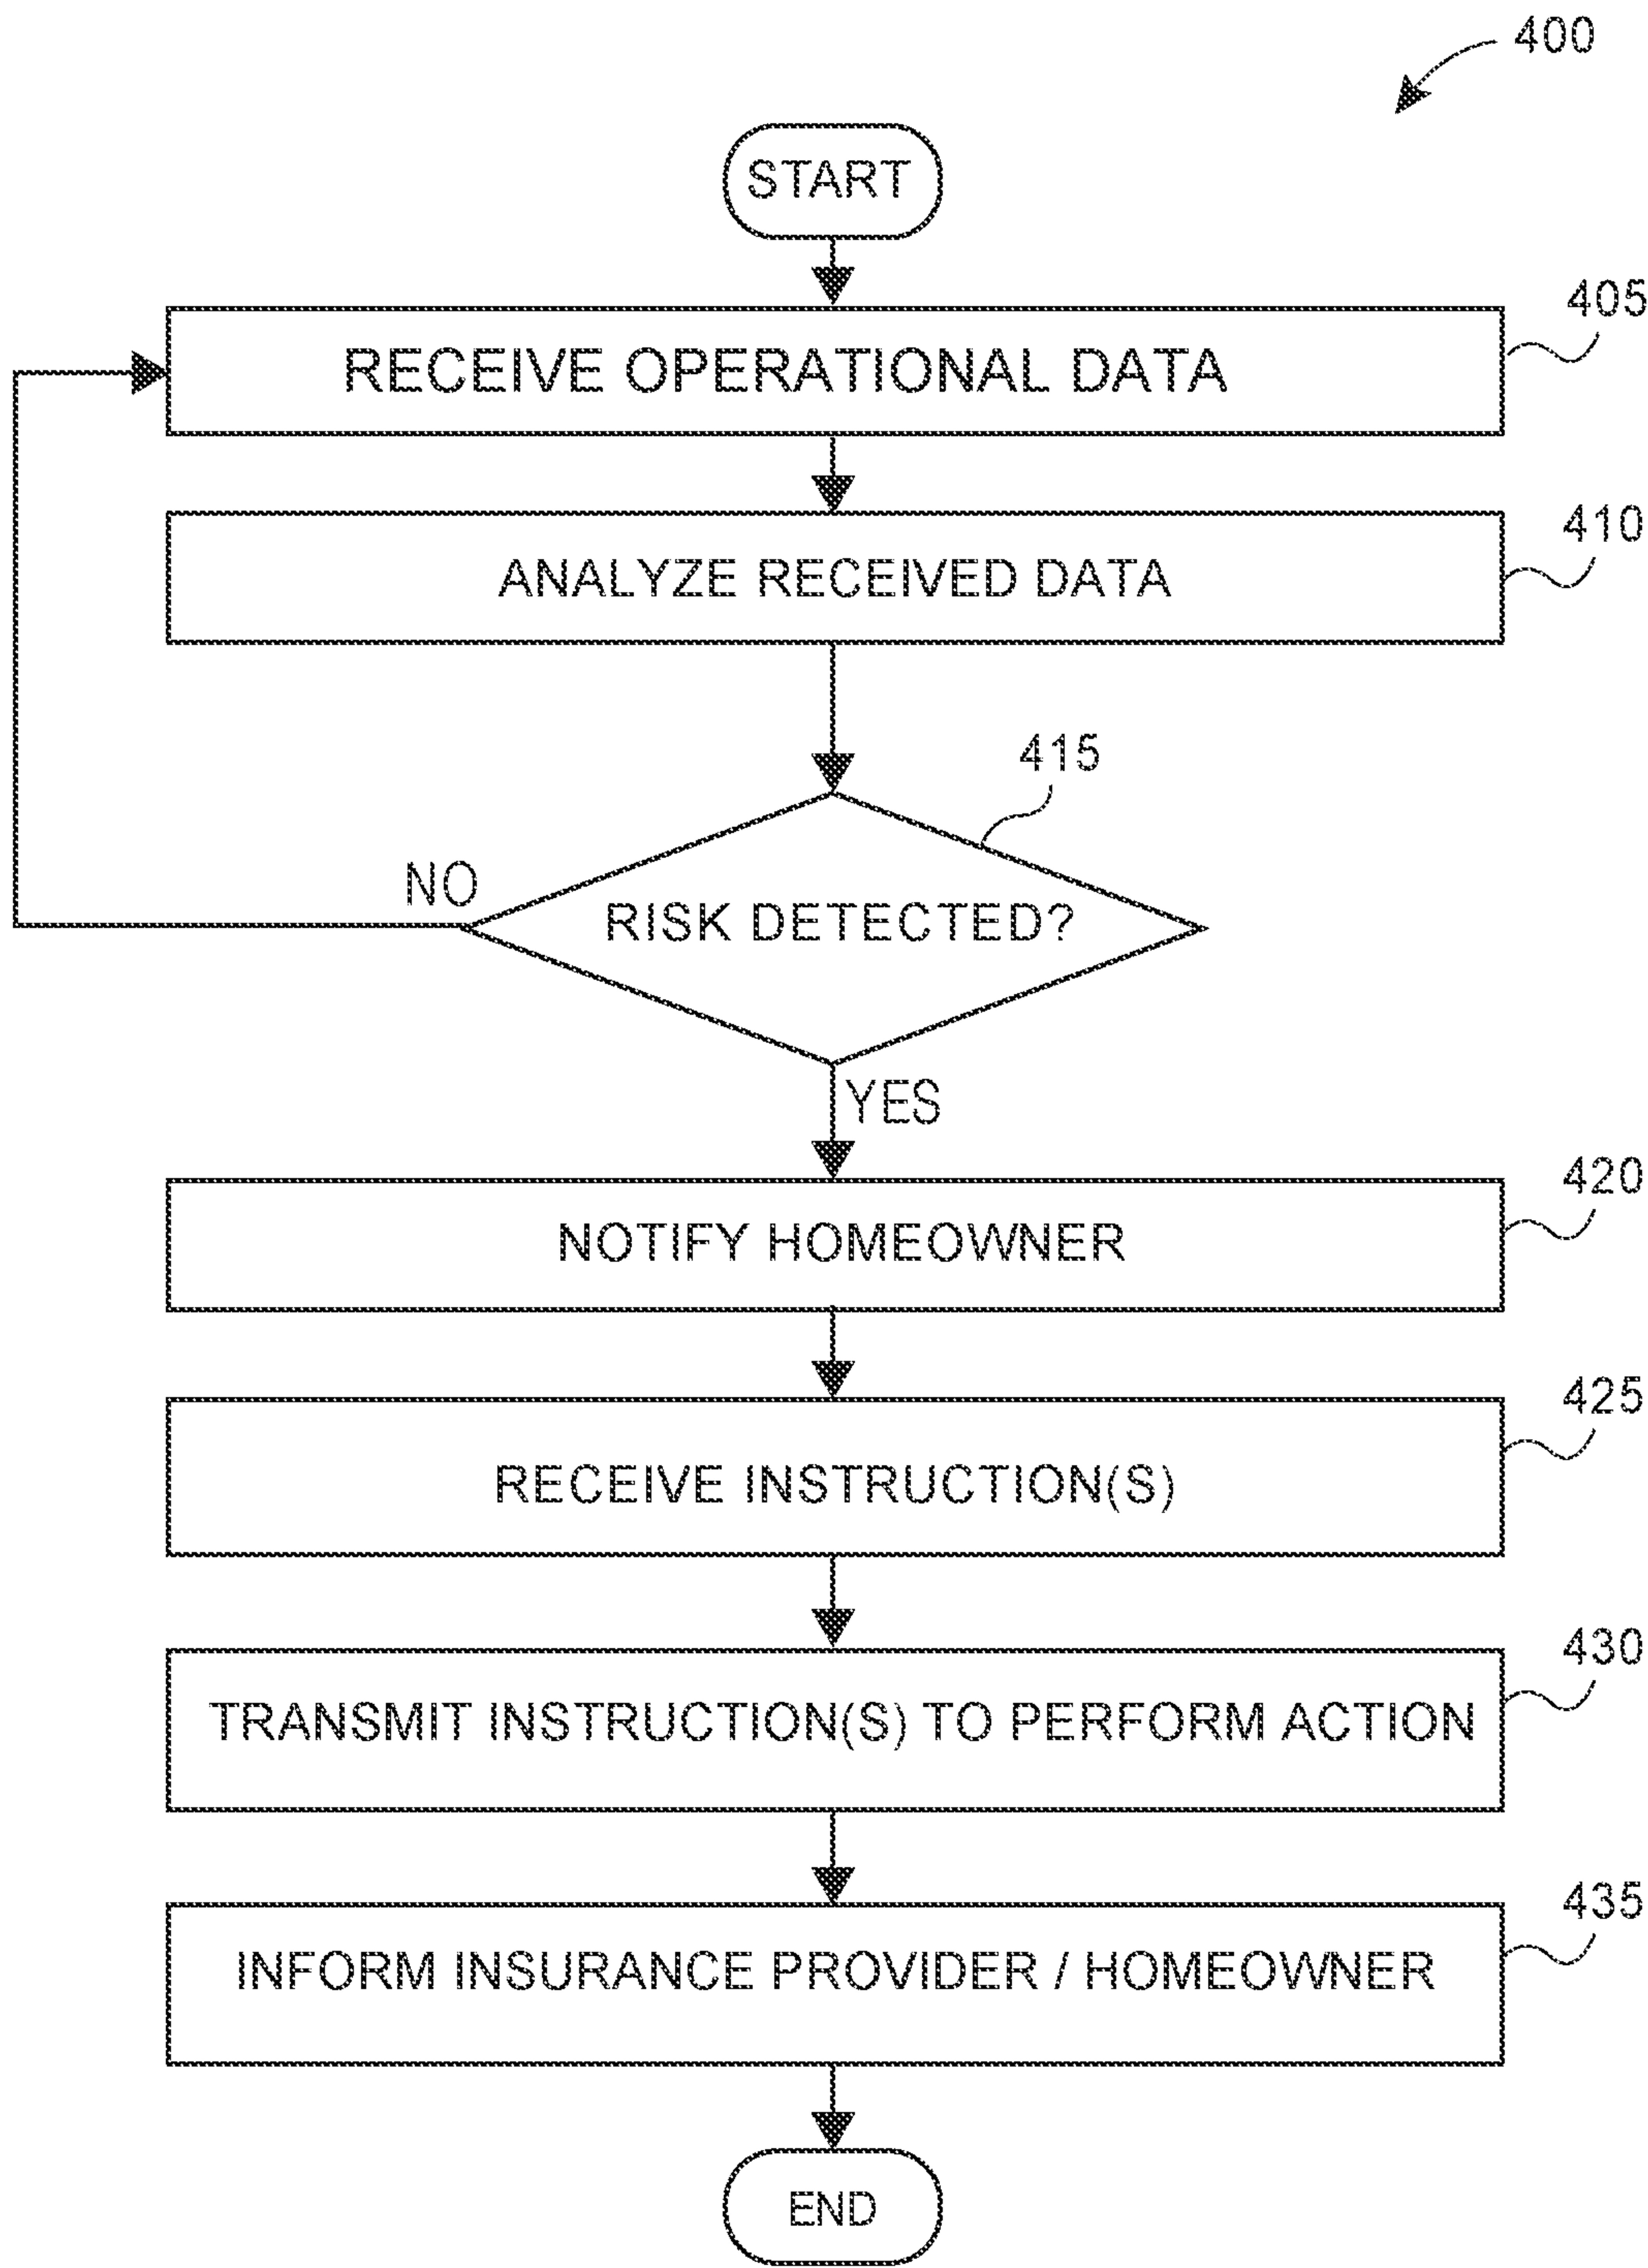 400
START
405
RECEIVE OPERATIONAL DATA
410
ANALYZE RECEIVED DATA
415
NO
RISK DETECTED?
YES
420
NOTIFY HOMEOWNER
425
RECEIVE INSTRUCTION(S)
430
TRANSMIT INSTRUCTION(S) TO PERFORM ACTION
435
INFORM INSURANCE PROVIDER / HOMEOWNER
END